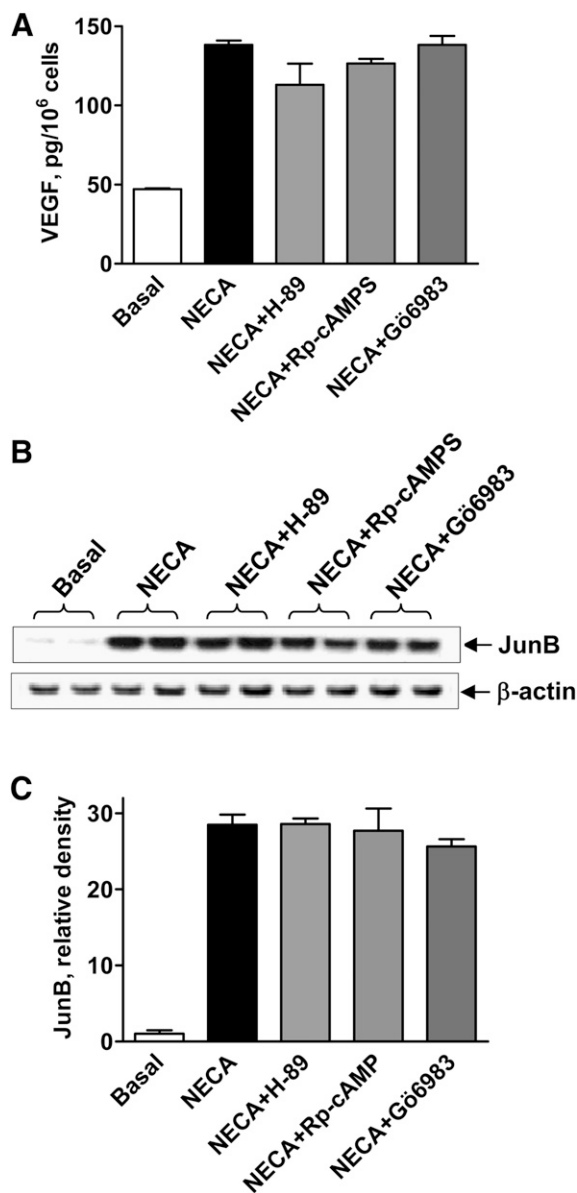 A
VEGF, pg/10⁶ cells
150
100
50
0
Basal
NECA
NECA+H-89
NECA+Rp-cAMPS
NECA+Gö6983
B
Basal
NECA
NECA+H-89
NECA+Rp-cAMPS
NECA+Gö6983
JunB
β-actin
C
JunB, relative density
30
20
10
0
Basal
NECA
NECA+H-89
NECA+Rp-cAMP
NECA+Gö6983